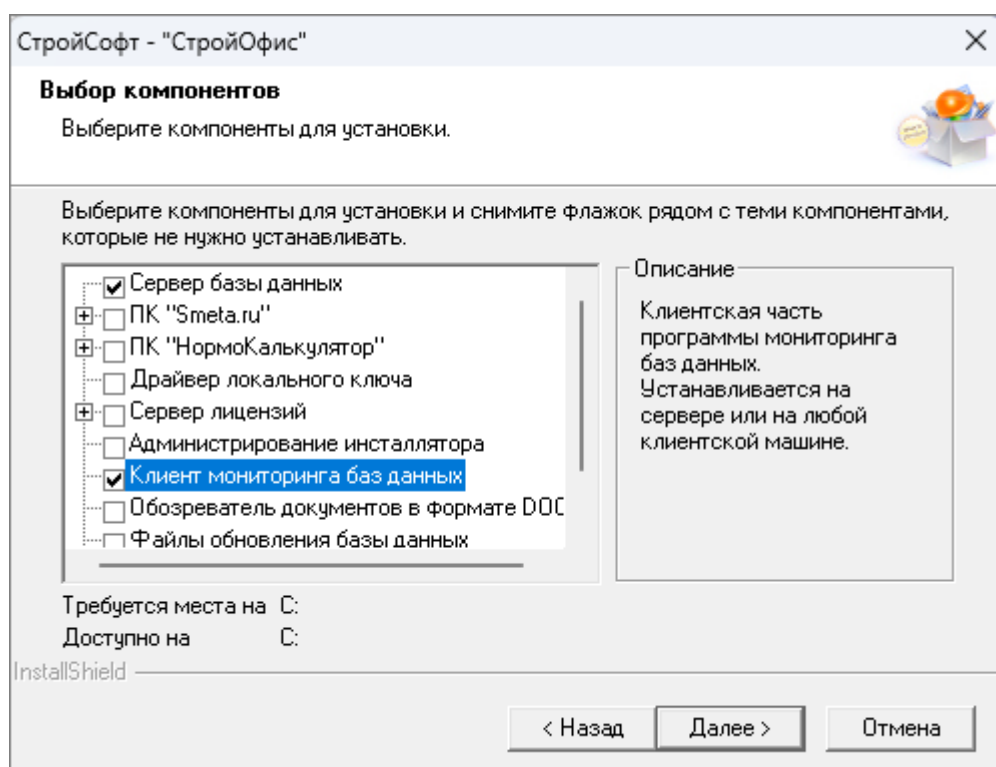 СтройСофт - "СтройОфис"
Выбор компонентов
Выберите компоненты для установки.
Выберите компоненты для установки и снимите флажок рядом с теми компонентами,
которые не нужно устанавливать.
Сервер базы данных
ПК "Smeta.ru"
ПК "НормоКалькулятор"
Драйвер локального ключа
Сервер лицензий
Администрирование инсталлятора
Клиент мониторинга баз данных
Обозреватель документов в формате DOC
Файлы обновления базы данных
Описание
Клиентская часть
программы мониторинга
баз данных.
Устанавливается на
сервере или на любой
клиентской машине.
Требуется места на C:
Доступно на C:
InstallShield
< Назад
Далее >
Отмена